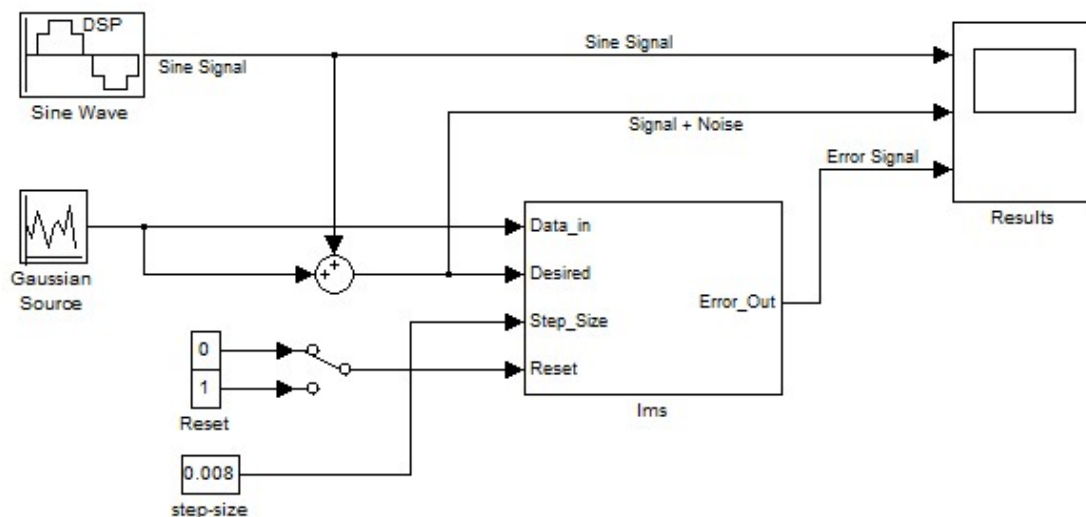 DSP
Sine Wave
Sine Signal
Sine Signal
Signal + Noise
Error Signal
Results
Gaussian
Source
+
+
Data_in
Desired
Step_Size
Reset
Error_Out
lms
0
1
Reset
0.008
step-size